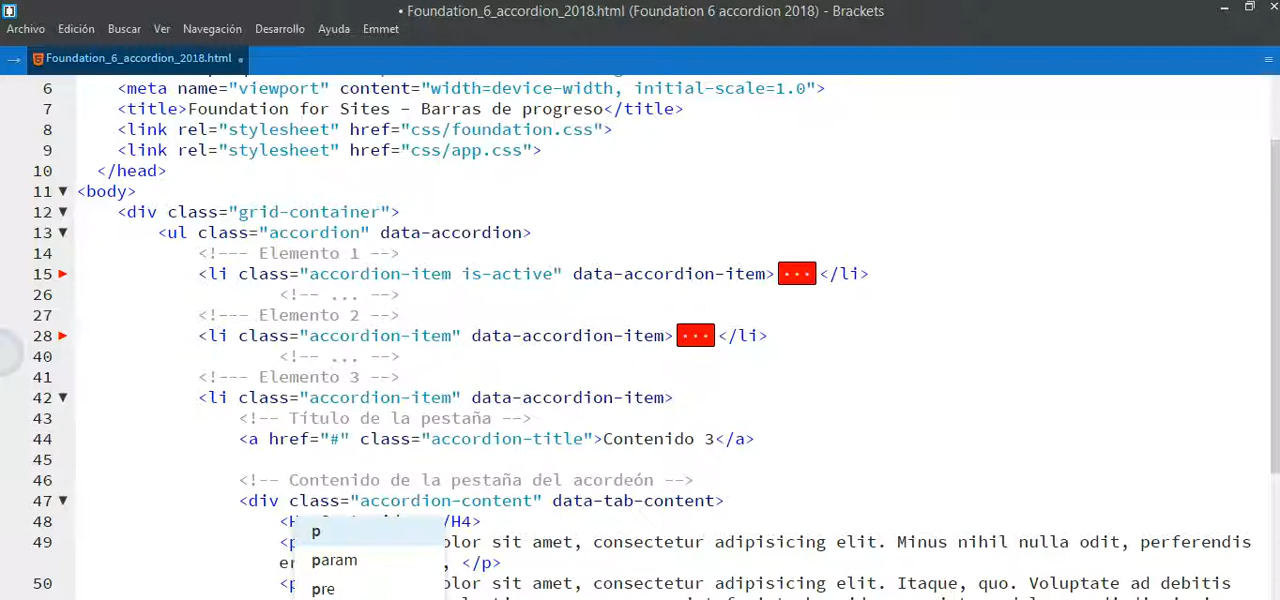 • Foundation_6_accordion_2018.html (Foundation 6 accordion 2018) - Brackets
Archivo Edición Buscar Ver Navegación Desarrollo Ayuda Emmet
Foundation_6_accordion_2018.html •
6 <meta name="viewport" content="width=device-width, initial-scale=1.0">
7 <title>Foundation for Sites - Barras de progreso</title>
8 <link rel="stylesheet" href="css/foundation.css">
9 <link rel="stylesheet" href="css/app.css">
10 </head>
11 <body>
12 <div class="grid-container">
13 <ul class="accordion" data-accordion>
14 <!--- Elemento 1 -->
15 <li class="accordion-item is-active" data-accordion-item>...</li>
26 <!-- ... -->
27 <!--- Elemento 2 -->
28 <li class="accordion-item" data-accordion-item>...</li>
40 <!-- ... -->
41 <!--- Elemento 3 -->
42 <li class="accordion-item" data-accordion-item>
43 <!-- Título de la pestaña -->
44 <a href="#" class="accordion-title">Contenido 3</a>
45
46 <!-- Contenido de la pestaña del acordeón -->
47 <div class="accordion-content" data-tab-content>
48 /H4>
p
49 <p olor sit amet, consectetur adipisicing elit. Minus nihil nulla odit, perferendis
param
er , </p>
50 <p olor sit amet, consectetur adipisicing elit. Itaque, quo. Voluptate ad debitis
pre